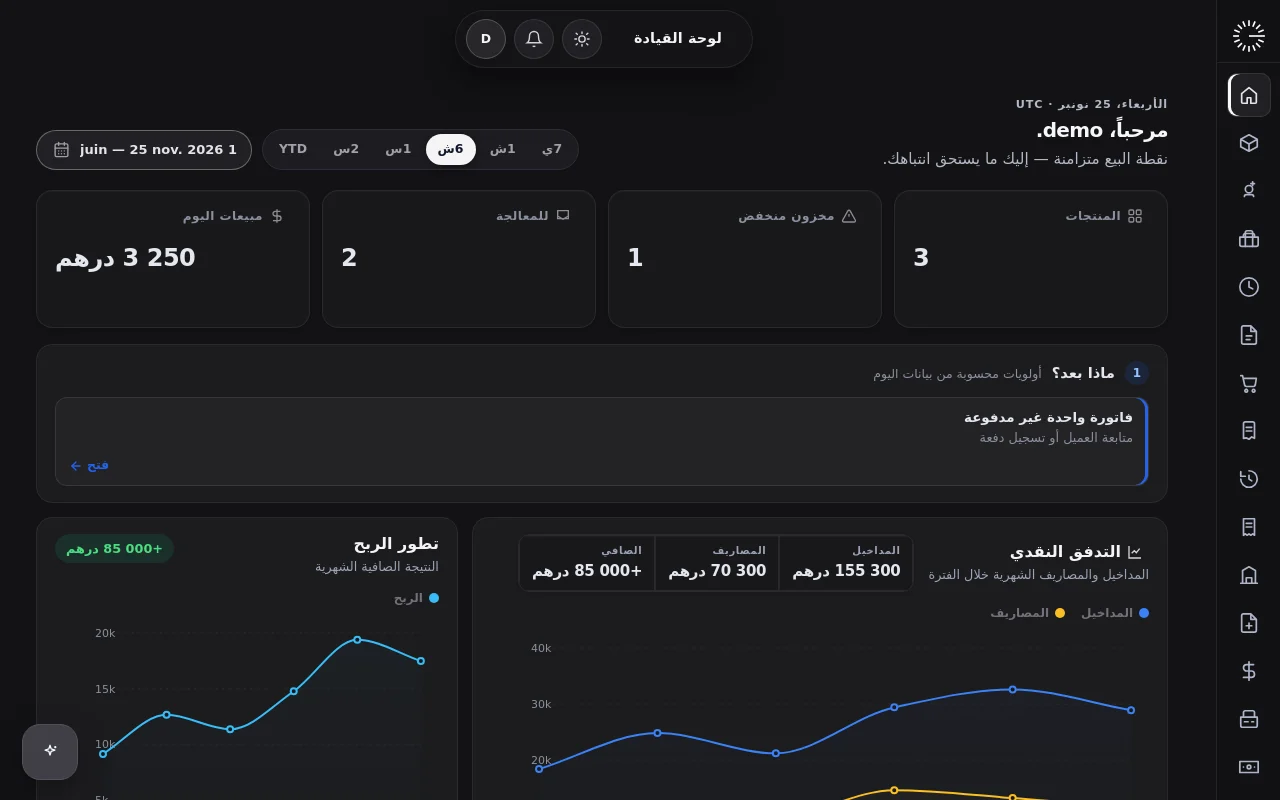 لوحة القيادة
D
الأربعاء، 25 نونبر · UTC
مرحباً، demo.
نقطة البيع متزامنة — إليك ما يستحق انتباهك.
7ي
1ش
6ش
1س
2س
YTD
1 juin — 25 nov. 2026
المنتجات
3
مخزون منخفض
1
للمعالجة
2
مبيعات اليوم
3 250 درهم
1 ماذا بعد؟ أولويات محسوبة من بيانات اليوم
فاتورة واحدة غير مدفوعة
متابعة العميل أو تسجيل دفعة
فتح ←
التدفق النقدي
المداخيل والمصاريف الشهرية خلال الفترة
المداخيل
155 300 درهم
المصاريف
70 300 درهم
الصافي
+85 000 درهم
المداخيل
المصاريف
40k
30k
20k
تطور الربح
النتيجة الصافية الشهرية
+85 000 درهم
الربح
20k
15k
10k
5k